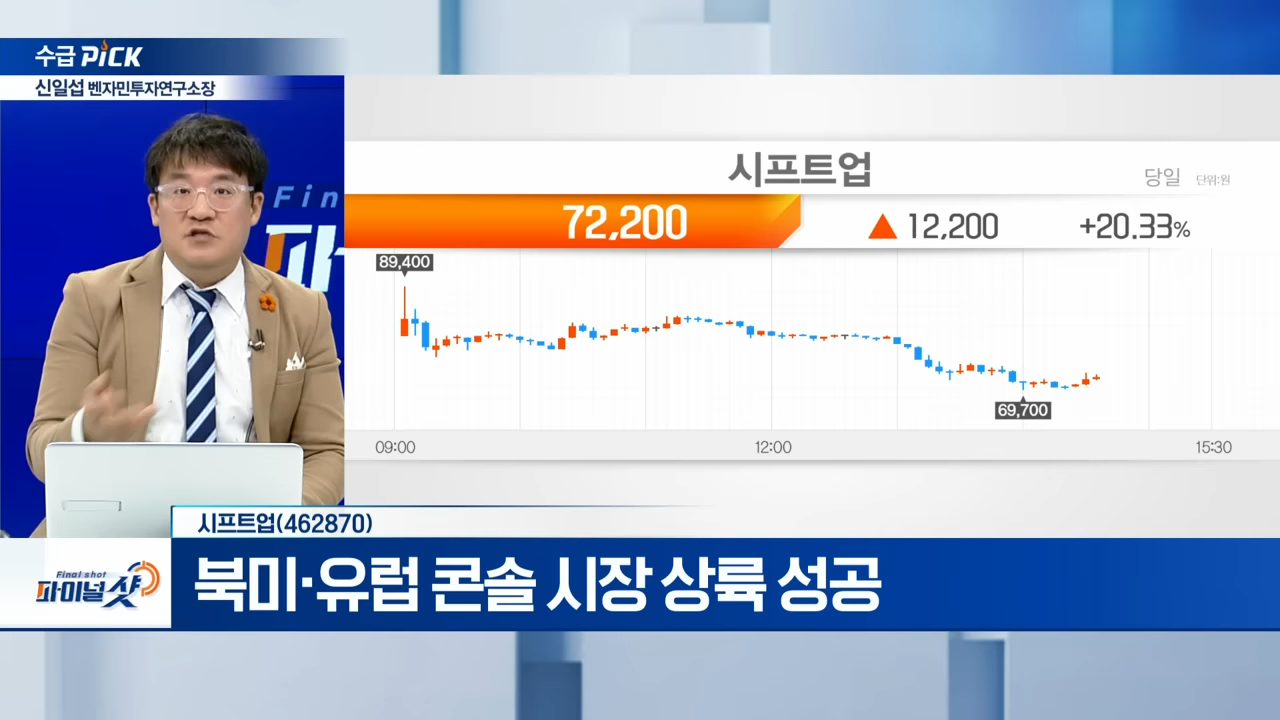 수급 PiCK
신일섭 벤자민투자연구소장
Fin
파
시프트업
당일 단위:원
72,200 ▲ 12,200 +20.33%
89,400
69,700
09:00 12:00 15:30
시프트업(462870)
Final shot
파이널샷
북미·유럽 콘솔 시장 상륙 성공